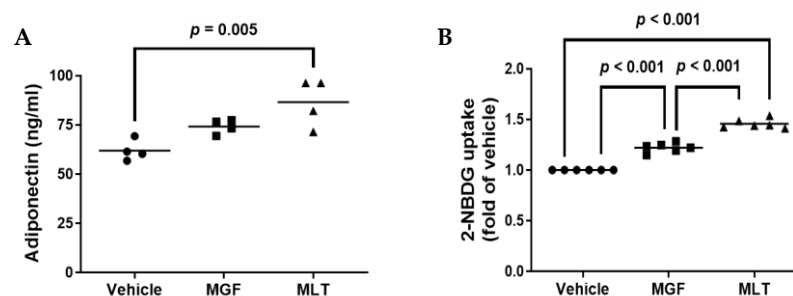 A
p = 0.005
Adiponectin (ng/ml)
100
75
50
25
0
Vehicle MGF MLT
B
p < 0.001
p < 0.001 p < 0.001
2-NBDG uptake
(fold of vehicle)
2.0
1.5
1.0
0.5
0.0
Vehicle MGF MLT